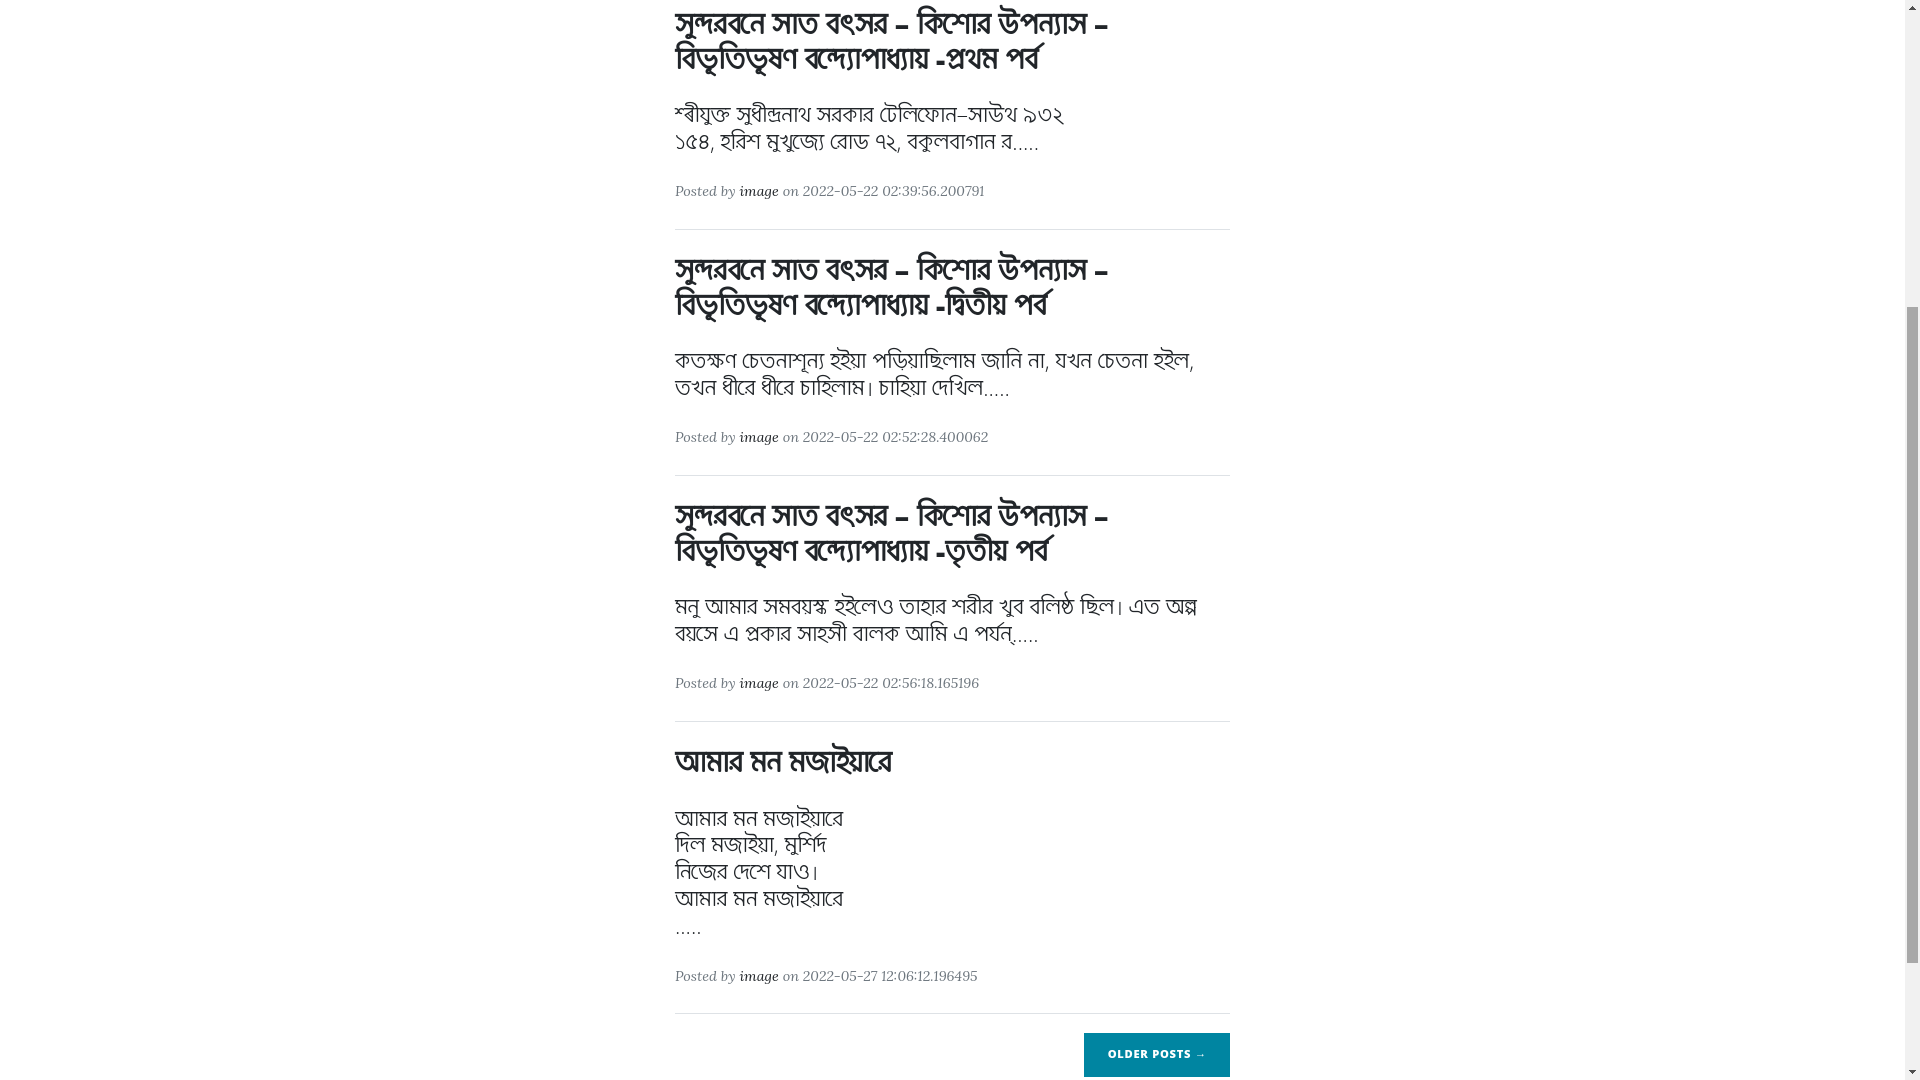 সুন্দরবনে সাত বৎসর – কিশোর উপন্যাস –
বিভূতিভূষণ বন্দ্যোপাধ্যায় -প্রথম পর্ব
শ্ৰীযুক্ত সুধীন্দ্রনাথ সরকার টেলিফোন–সাউথ ৯৩২
১৫৪, হরিশ মুখুজ্যে রোড ৭২, বকুলবাগান র.....
Posted by image on 2022-05-22 02:39:56.200791
সুন্দরবনে সাত বৎসর – কিশোর উপন্যাস –
বিভূতিভূষণ বন্দ্যোপাধ্যায় -দ্বিতীয় পর্ব
কতক্ষণ চেতনাশূন্য হইয়া পড়িয়াছিলাম জানি না, যখন চেতনা হইল,
তখন ধীরে ধীরে চাহিলাম। চাহিয়া দেখিল.....
Posted by image on 2022-05-22 02:52:28.400062
সুন্দরবনে সাত বৎসর – কিশোর উপন্যাস –
বিভূতিভূষণ বন্দ্যোপাধ্যায় -তৃতীয় পর্ব
মনু আমার সমবয়স্ক হইলেও তাহার শরীর খুব বলিষ্ঠ ছিল। এত অল্প
বয়সে এ প্রকার সাহসী বালক আমি এ পর্যন্.....
Posted by image on 2022-05-22 02:56:18.165196
আমার মন মজাইয়ারে
আমার মন মজাইয়ারে
দিল মজাইয়া, মুর্শিদ
নিজের দেশে যাও।
আমার মন মজাইয়ারে
.....
Posted by image on 2022-05-27 12:06:12.196495
OLDER POSTS →